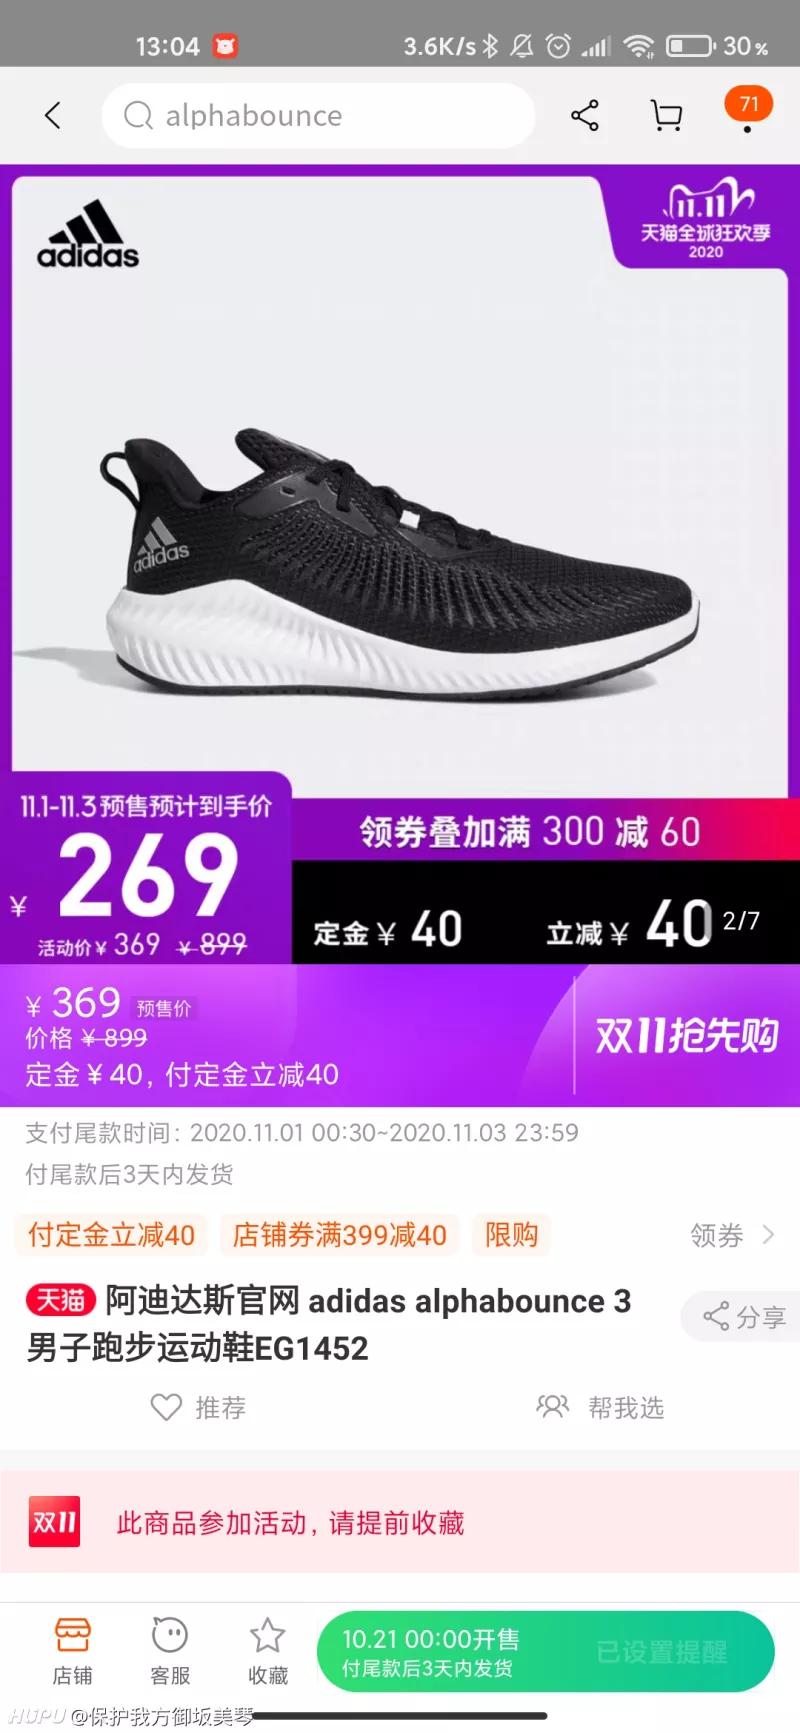 13:04 3.6K/s 30%
alphabounce 71
adidas
11.11
天猫全球狂欢季
2020
adidas
11.1-11.3预售预计到手价
¥ 269
活动价¥369 ¥899
领券叠加满 300 减 60
定金¥ 40 立减¥ 40
2/7
¥ 369 预售价
价格 ¥ 899
定金¥40，付定金立减40
双11抢先购
支付尾款时间：2020.11.01 00:30~2020.11.03 23:59
付尾款后3天内发货
付定金立减40 店铺券满399减40 限购 领券
天猫 阿迪达斯官网 adidas alphabounce 3
男子跑步运动鞋EG1452
分享
推荐 帮我选
双11 此商品参加活动，请提前收藏
店铺 客服 收藏
10.21 00:00开售
付尾款后3天内发货
已设置提醒
HUPU @保护我方御坂美琴